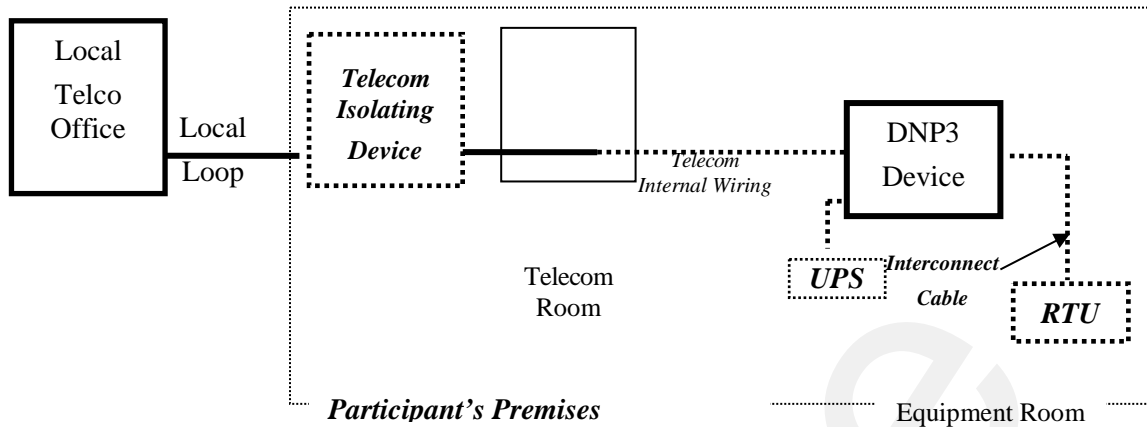 Local
Telco
Office
Local
Loop
Telecom
Isolating
Device
Telecom
Internal Wiring
DNP3
Device
UPS
Interconnect
Cable
RTU
Telecom
Room
Participant's Premises
Equipment Room